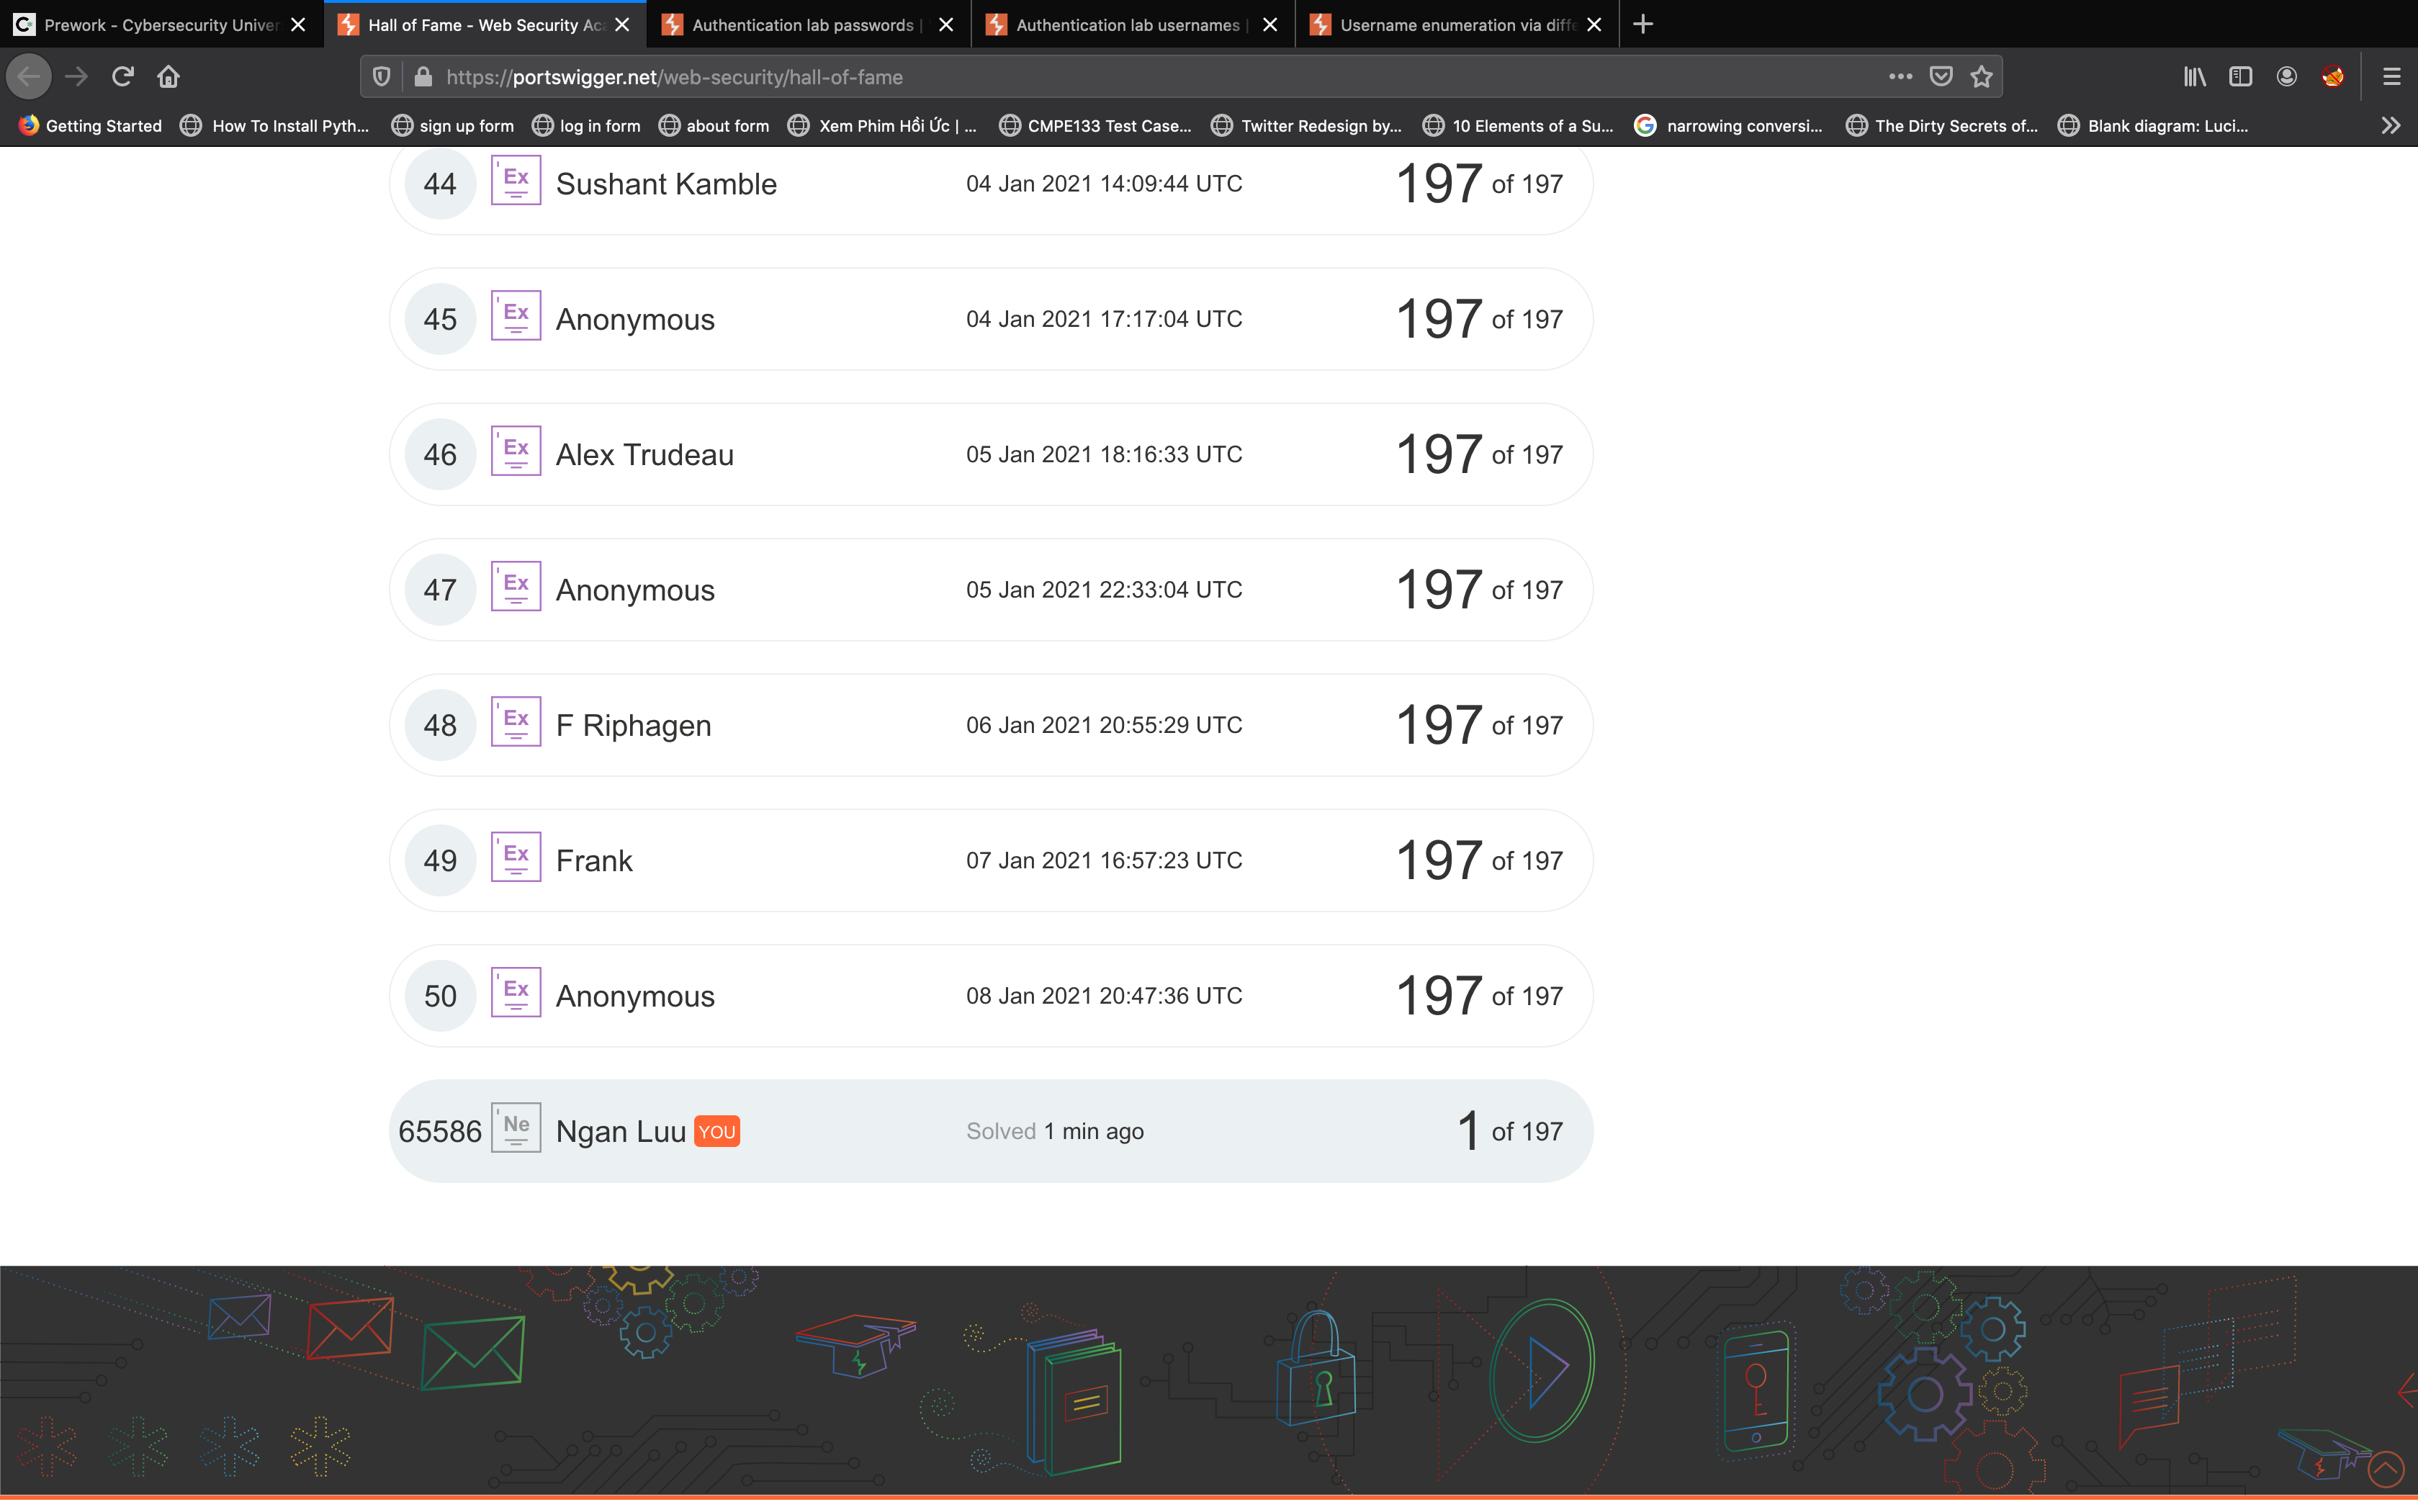 Prework - Cybersecurity Univer
Hall of Fame - Web Security Aca
Authentication lab passwords |
Authentication lab usernames |
Username enumeration via diffe
https://portswigger.net/web-security/hall-of-fame
Getting Started
How To Install Pyth...
sign up form
log in form
about form
Xem Phim Hồi Ức | ...
CMPE133 Test Case...
Twitter Redesign by...
10 Elements of a Su...
narrowing conversi...
The Dirty Secrets of...
Blank diagram: Luci...
44 Ex Sushant Kamble 04 Jan 2021 14:09:44 UTC 197 of 197
45 Ex Anonymous 04 Jan 2021 17:17:04 UTC 197 of 197
46 Ex Alex Trudeau 05 Jan 2021 18:16:33 UTC 197 of 197
47 Ex Anonymous 05 Jan 2021 22:33:04 UTC 197 of 197
48 Ex F Riphagen 06 Jan 2021 20:55:29 UTC 197 of 197
49 Ex Frank 07 Jan 2021 16:57:23 UTC 197 of 197
50 Ex Anonymous 08 Jan 2021 20:47:36 UTC 197 of 197
65586 Ne Ngan Luu YOU Solved 1 min ago 1 of 197